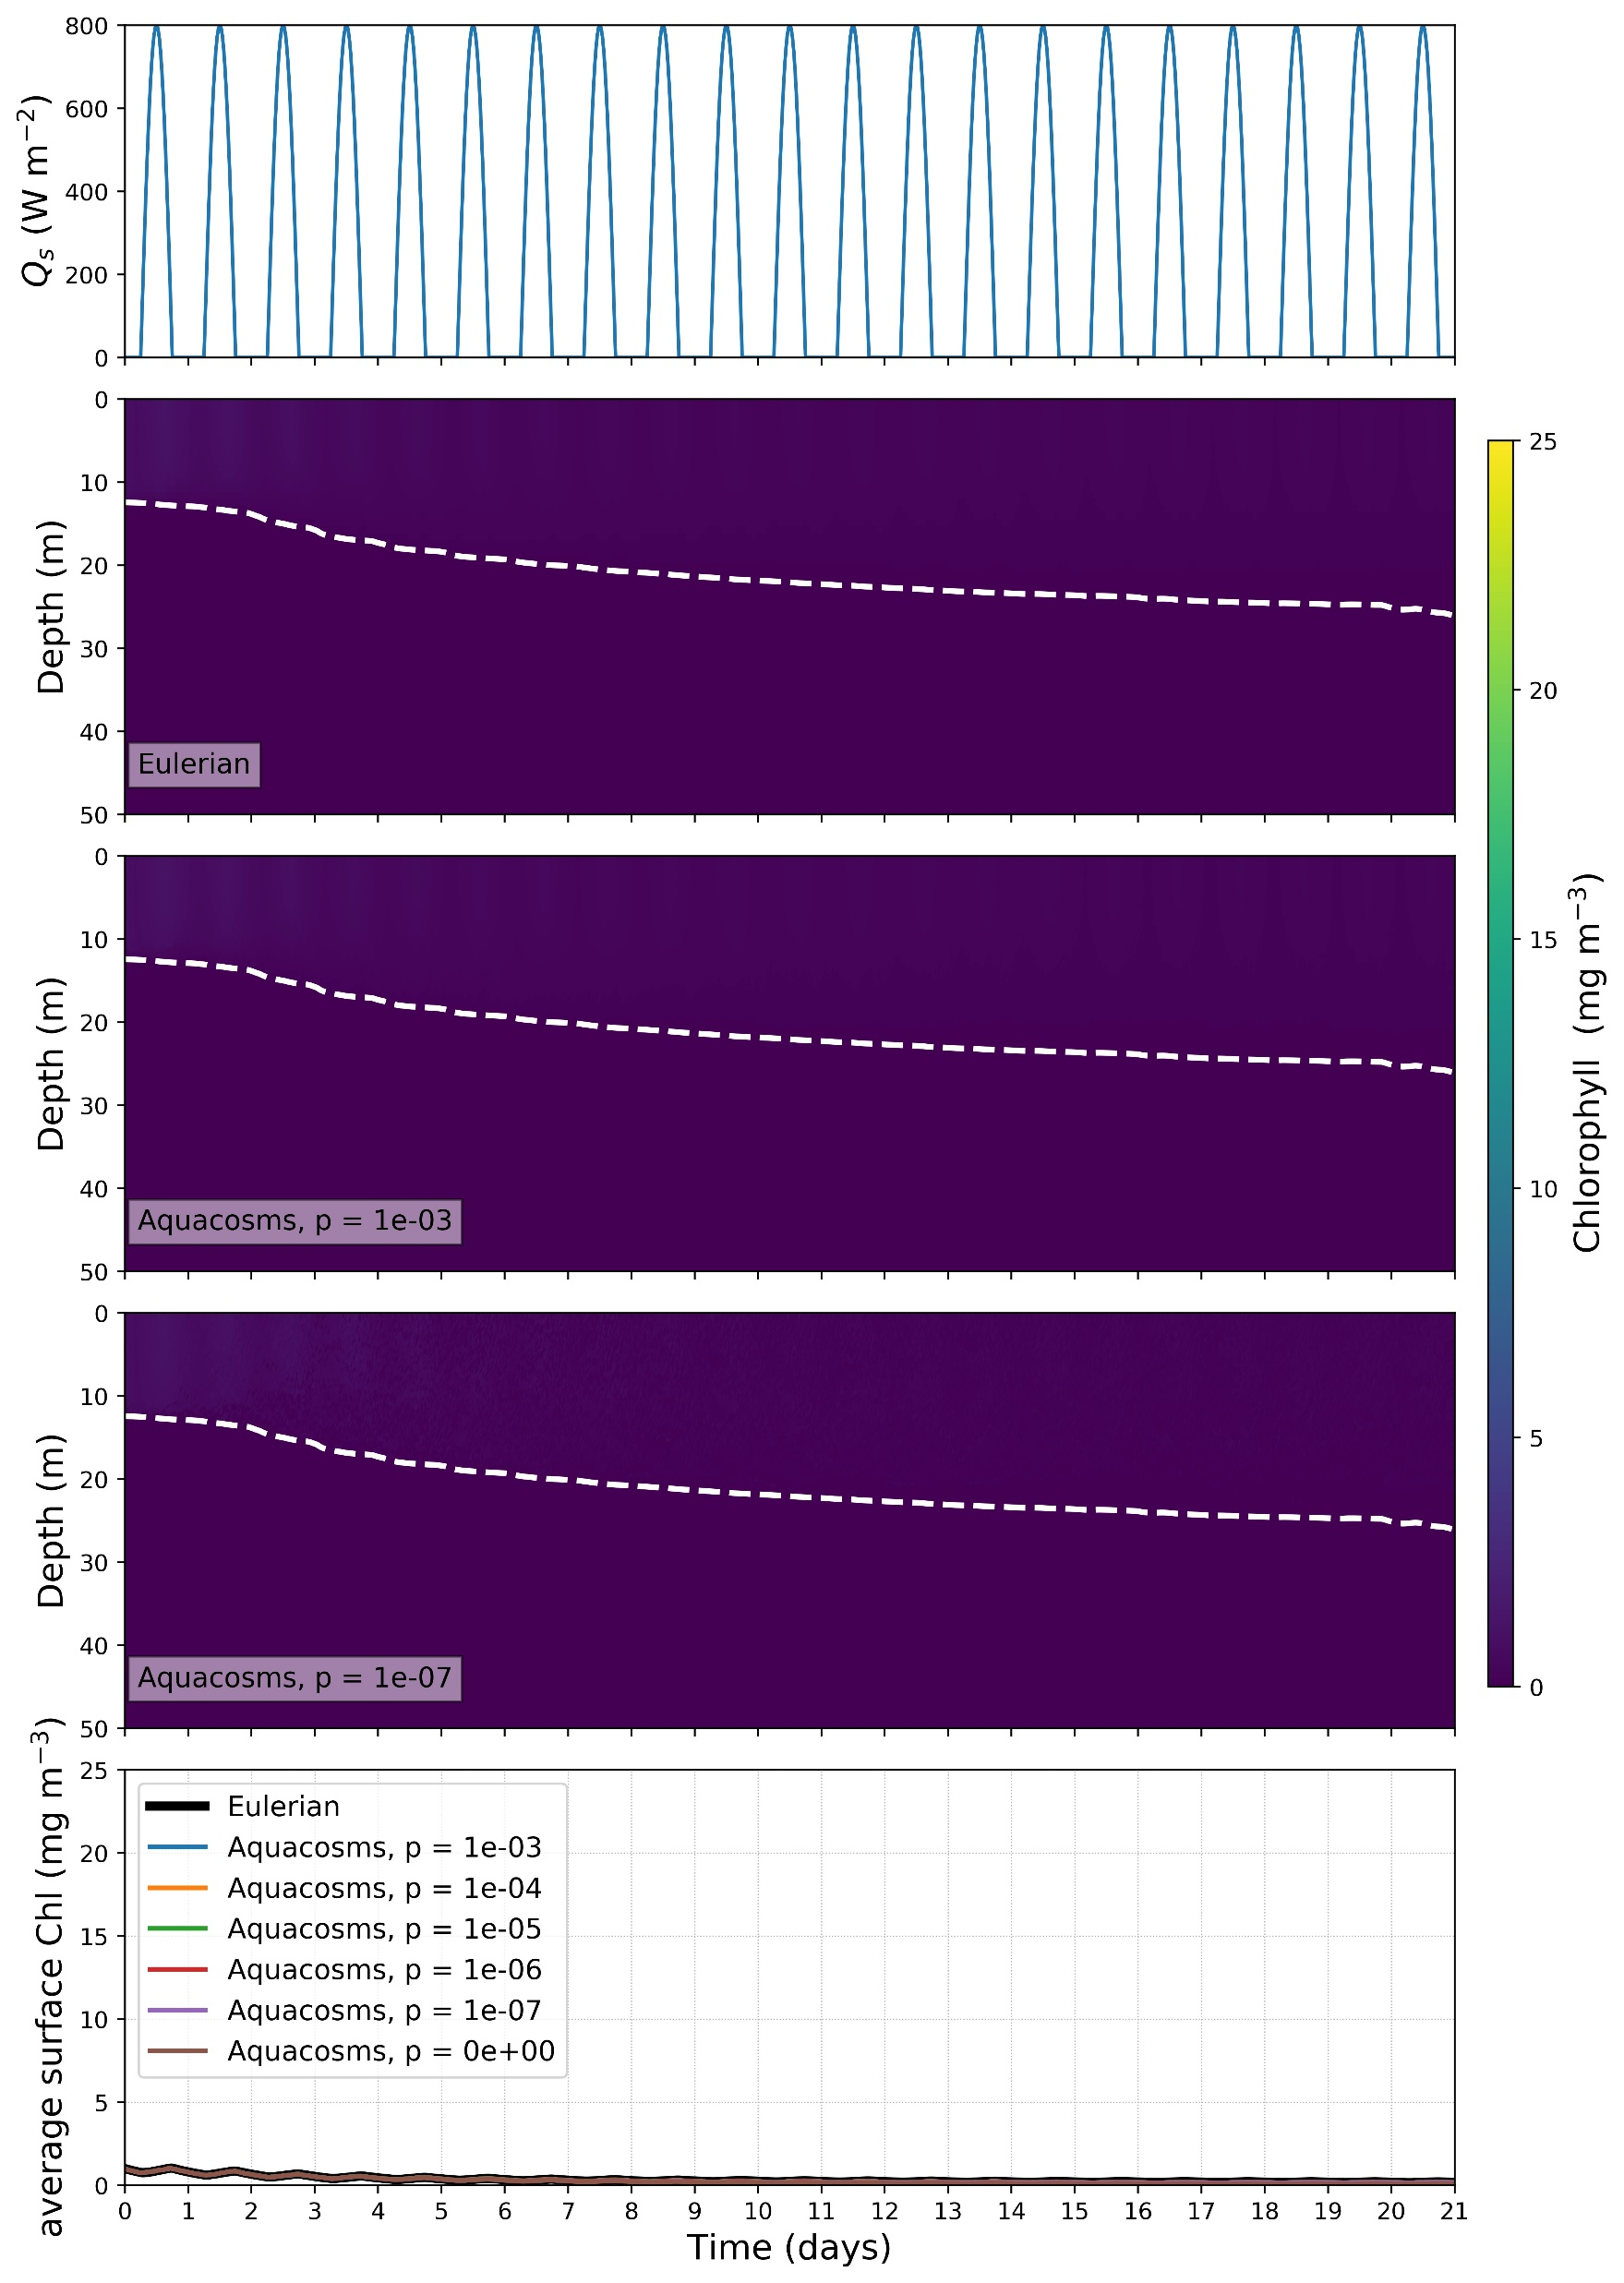 800
600
400
200
0
Q_s (W m⁻²)
0
10
20
30
40
50
Depth (m)
Eulerian
0
10
20
30
40
50
Depth (m)
Aquacosms, p = 1e-03
0
10
20
30
40
50
Depth (m)
Aquacosms, p = 1e-07
25
20
15
10
5
0
Chlorophyll (mg m⁻³)
25
20
15
10
5
0
average surface Chl (mg m⁻³)
Eulerian
Aquacosms, p = 1e-03
Aquacosms, p = 1e-04
Aquacosms, p = 1e-05
Aquacosms, p = 1e-06
Aquacosms, p = 1e-07
Aquacosms, p = 0e+00
0 1 2 3 4 5 6 7 8 9 10 11 12 13 14 15 16 17 18 19 20 21
Time (days)